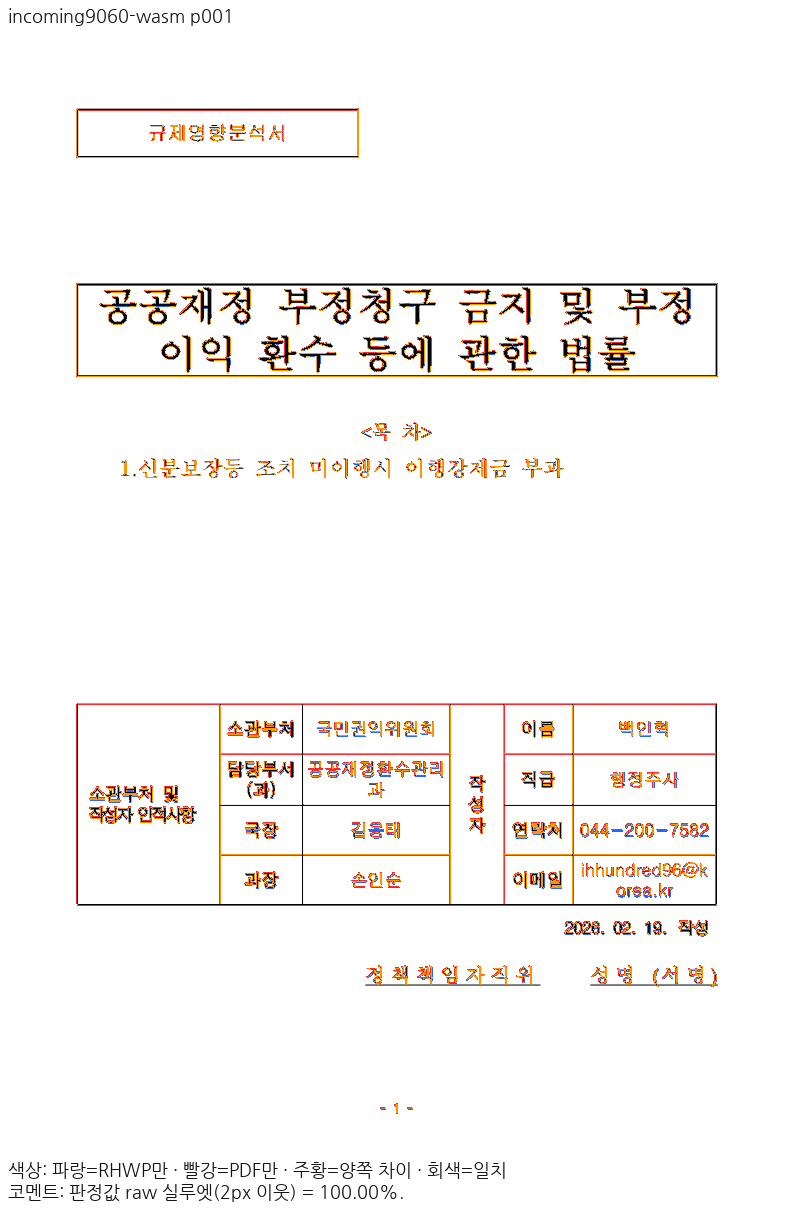 incoming9060-wasm p001
규제영향분석서
공공재정 부정청구 금지 및 부정
이익 환수 등에 관한 법률
<목 차>
1.신분보장등 조치 미이행시 이행강제금 부과
소관부처 및
작성자 인적사항
소관부처
국민권익위원회
담당부서
(과)
공공재정환수관리
과
국장
김응태
과장
손인순
작
성
자
이름
백인혁
직급
행정주사
연락처
044-200-7582
이메일
ihhundred96@k
orea.kr
2026. 02. 19. 작성
정책책임자직위 성명 (서명)
- 1 -
색상: 파랑=RHWP만 · 빨강=PDF만 · 주황=양쪽 차이 · 회색=일치
코멘트: 판정값 raw 실루엣(2px 이웃) = 100.00%.